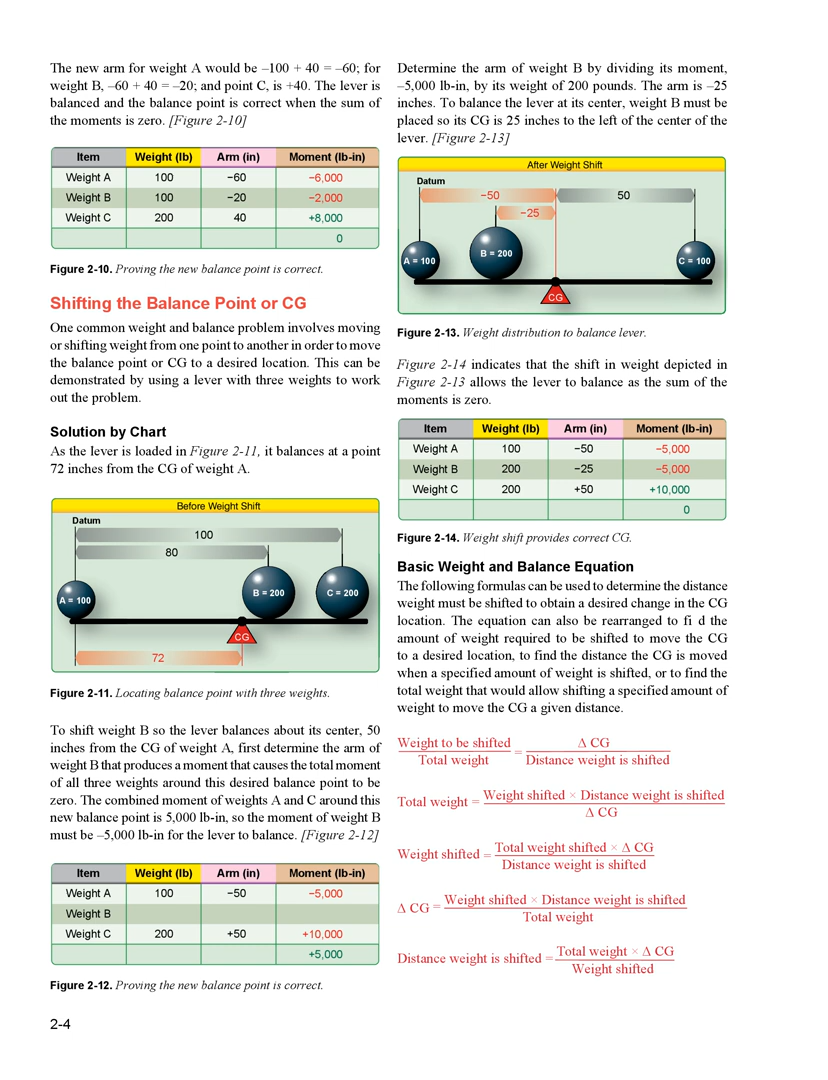 The new arm for weight A would be –100 + 40 = –60; for
weight B, –60 + 40 = –20; and point C, is +40. The lever is
balanced and the balance point is correct when the sum of
the moments is zero. [Figure 2-10]
Item Weight (lb) Arm (in) Moment (lb-in)
Weight A 100 −60 −6,000
Weight B 100 −20 −2,000
Weight C 200 40 +8,000
0
Figure 2-10. Proving the new balance point is correct.
Shifting the Balance Point or CG
One common weight and balance problem involves moving
or shifting weight from one point to another in order to move
the balance point or CG to a desired location. This can be
demonstrated by using a lever with three weights to work
out the problem.
Solution by Chart
As the lever is loaded in Figure 2-11, it balances at a point
72 inches from the CG of weight A.
Before Weight Shift
Datum
100
80
A = 100
B = 200
C = 200
CG
72
Figure 2-11. Locating balance point with three weights.
To shift weight B so the lever balances about its center, 50
inches from the CG of weight A, first determine the arm of
weight B that produces a moment that causes the total moment
of all three weights around this desired balance point to be
zero. The combined moment of weights A and C around this
new balance point is 5,000 lb-in, so the moment of weight B
must be –5,000 lb-in for the lever to balance. [Figure 2-12]
Item Weight (lb) Arm (in) Moment (lb-in)
Weight A 100 −50 −5,000
Weight B
Weight C 200 +50 +10,000
+5,000
Figure 2-12. Proving the new balance point is correct.
2-4
Determine the arm of weight B by dividing its moment,
–5,000 lb-in, by its weight of 200 pounds. The arm is –25
inches. To balance the lever at its center, weight B must be
placed so its CG is 25 inches to the left of the center of the
lever. [Figure 2-13]
After Weight Shift
Datum
−50 50
−25
A = 100
B = 200
C = 100
CG
Figure 2-13. Weight distribution to balance lever.
Figure 2-14 indicates that the shift in weight depicted in
Figure 2-13 allows the lever to balance as the sum of the
moments is zero.
Item Weight (lb) Arm (in) Moment (lb-in)
Weight A 100 −50 −5,000
Weight B 200 −25 −5,000
Weight C 200 +50 +10,000
0
Figure 2-14. Weight shift provides correct CG.
Basic Weight and Balance Equation
The following formulas can be used to determine the distance
weight must be shifted to obtain a desired change in the CG
location. The equation can also be rearranged to fi d the
amount of weight required to be shifted to move the CG
to a desired location, to find the distance the CG is moved
when a specified amount of weight is shifted, or to find the
total weight that would allow shifting a specified amount of
weight to move the CG a given distance.
Weight to be shifted = Δ CG
Total weight Distance weight is shifted
Total weight = Weight shifted × Distance weight is shifted
Δ CG
Weight shifted = Total weight shifted × Δ CG
Distance weight is shifted
Δ CG = Weight shifted × Distance weight is shifted
Total weight
Distance weight is shifted = Total weight × Δ CG
Weight shifted